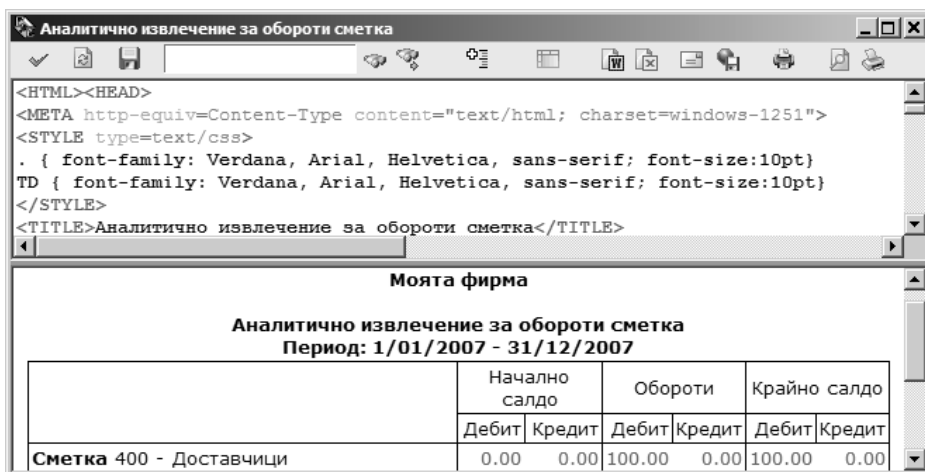 Аналитично извлечение за обороти сметка
<HTML><HEAD>
<META http-equiv=Content-Type content="text/html; charset=windows-1251">
<STYLE type=text/css>
. { font-family: Verdana, Arial, Helvetica, sans-serif; font-size:10pt}
TD { font-family: Verdana, Arial, Helvetica, sans-serif; font-size:10pt}
</STYLE>
<TITLE>Аналитично извлечение за обороти сметка</TITLE>
Моята фирма
Аналитично извлечение за обороти сметка
Период: 1/01/2007 - 31/12/2007
Начално салдо Обороти Крайно салдо
Дебит Кредит Дебит Кредит Дебит Кредит
Сметка 400 - Доставчици 0.00 0.00 100.00 0.00 100.00 0.00